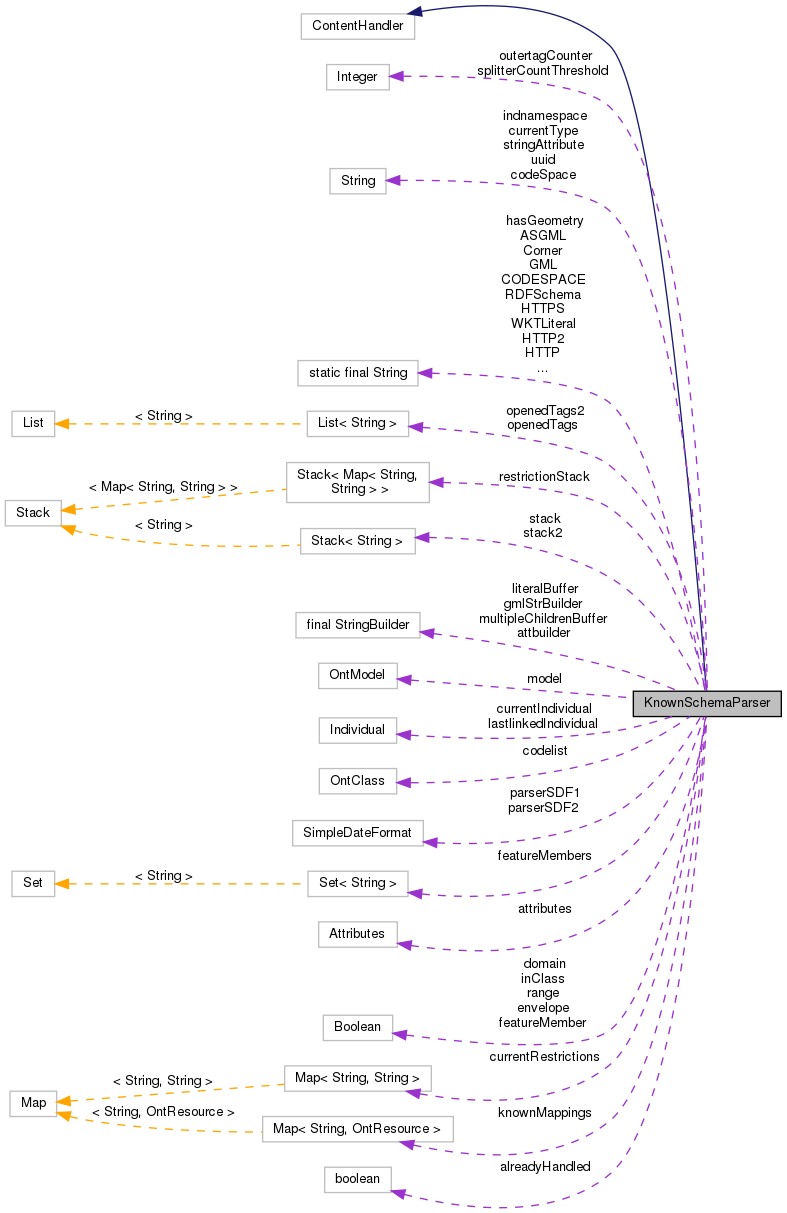 ContentHandler
outertagCounter
splitterCountThreshold
Integer
indnamespace
currentType
stringAttribute
uuid
codeSpace
String
hasGeometry
ASGML
Corner
GML
CODESPACE
RDFSchema
HTTPS
WKTLiteral
HTTP2
HTTP
...
static final String
List
< String >
List< String >
openedTags2
openedTags
Stack
< Map< String, String > >
< String >
Stack< Map< String,
String > >
restrictionStack
Stack< String >
stack
stack2
literalBuffer
gmlStrBuilder
multipleChildrenBuffer
attbuilder
final StringBuilder
OntModel
model
KnownSchemaParser
Individual
currentIndividual
lastlinkedIndividual
codelist
OntClass
parserSDF1
parserSDF2
SimpleDateFormat
featureMembers
Set
< String >
Set< String >
attributes
Attributes
domain
inClass
range
envelope
featureMember
Boolean
currentRestrictions
Map
< String, String >
Map< String, String >
< String, OntResource >
Map< String, OntResource >
knownMappings
alreadyHandled
boolean